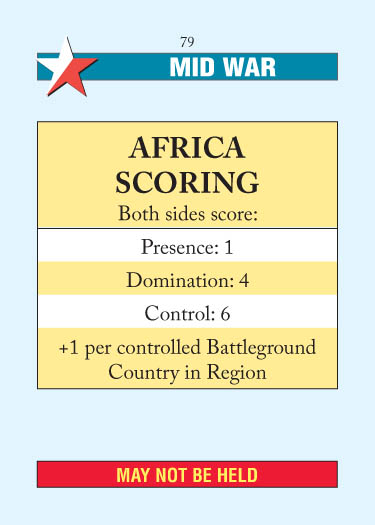 79
MID WAR
AFRICA
SCORING
Both sides score:
Presence: 1
Domination: 4
Control: 6
+1 per controlled Battleground
Country in Region
MAY NOT BE HELD